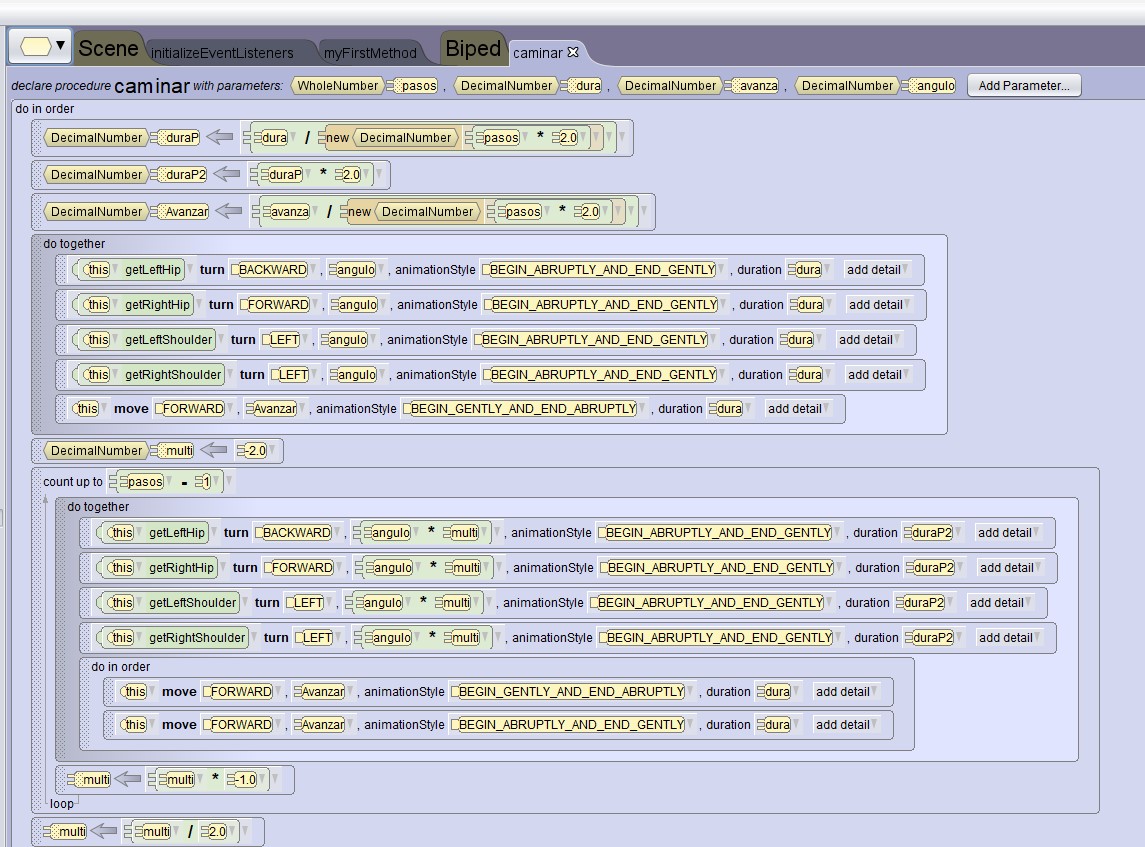 Scene initializeEventListeners myFirstMethod Biped caminar
declare procedure caminar with parameters: WholeNumber pasos , DecimalNumber dura , DecimalNumber avanza , DecimalNumber angulo Add Parameter...
do in order
DecimalNumber duraP dura / new DecimalNumber pasos * 2.0
DecimalNumber duraP2 duraP * 2.0
DecimalNumber Avanzar avanza / new DecimalNumber pasos * 2.0
do together
this getLeftHip turn BACKWARD , angulo , animationStyle BEGIN_ABRUPTLY_AND_END_GENTLY , duration dura add detail
this getRightHip turn FORWARD , angulo , animationStyle BEGIN_ABRUPTLY_AND_END_GENTLY , duration dura add detail
this getLeftShoulder turn LEFT , angulo , animationStyle BEGIN_ABRUPTLY_AND_END_GENTLY , duration dura add detail
this getRightShoulder turn LEFT , angulo , animationStyle BEGIN_ABRUPTLY_AND_END_GENTLY , duration dura add detail
this move FORWARD , Avanzar , animationStyle BEGIN_GENTLY_AND_END_ABRUPTLY , duration dura add detail
DecimalNumber multi -2.0
count up to pasos - 1
do together
this getLeftHip turn BACKWARD , angulo * multi , animationStyle BEGIN_ABRUPTLY_AND_END_GENTLY , duration duraP2 add detail
this getRightHip turn FORWARD , angulo * multi , animationStyle BEGIN_ABRUPTLY_AND_END_GENTLY , duration duraP2 add detail
this getLeftShoulder turn LEFT , angulo * multi , animationStyle BEGIN_ABRUPTLY_AND_END_GENTLY , duration duraP2 add detail
this getRightShoulder turn LEFT , angulo * multi , animationStyle BEGIN_ABRUPTLY_AND_END_GENTLY , duration duraP2 add detail
do in order
this move FORWARD , Avanzar , animationStyle BEGIN_GENTLY_AND_END_ABRUPTLY , duration dura add detail
this move FORWARD , Avanzar , animationStyle BEGIN_ABRUPTLY_AND_END_GENTLY , duration dura add detail
multi multi * -1.0
loop
multi multi / 2.0